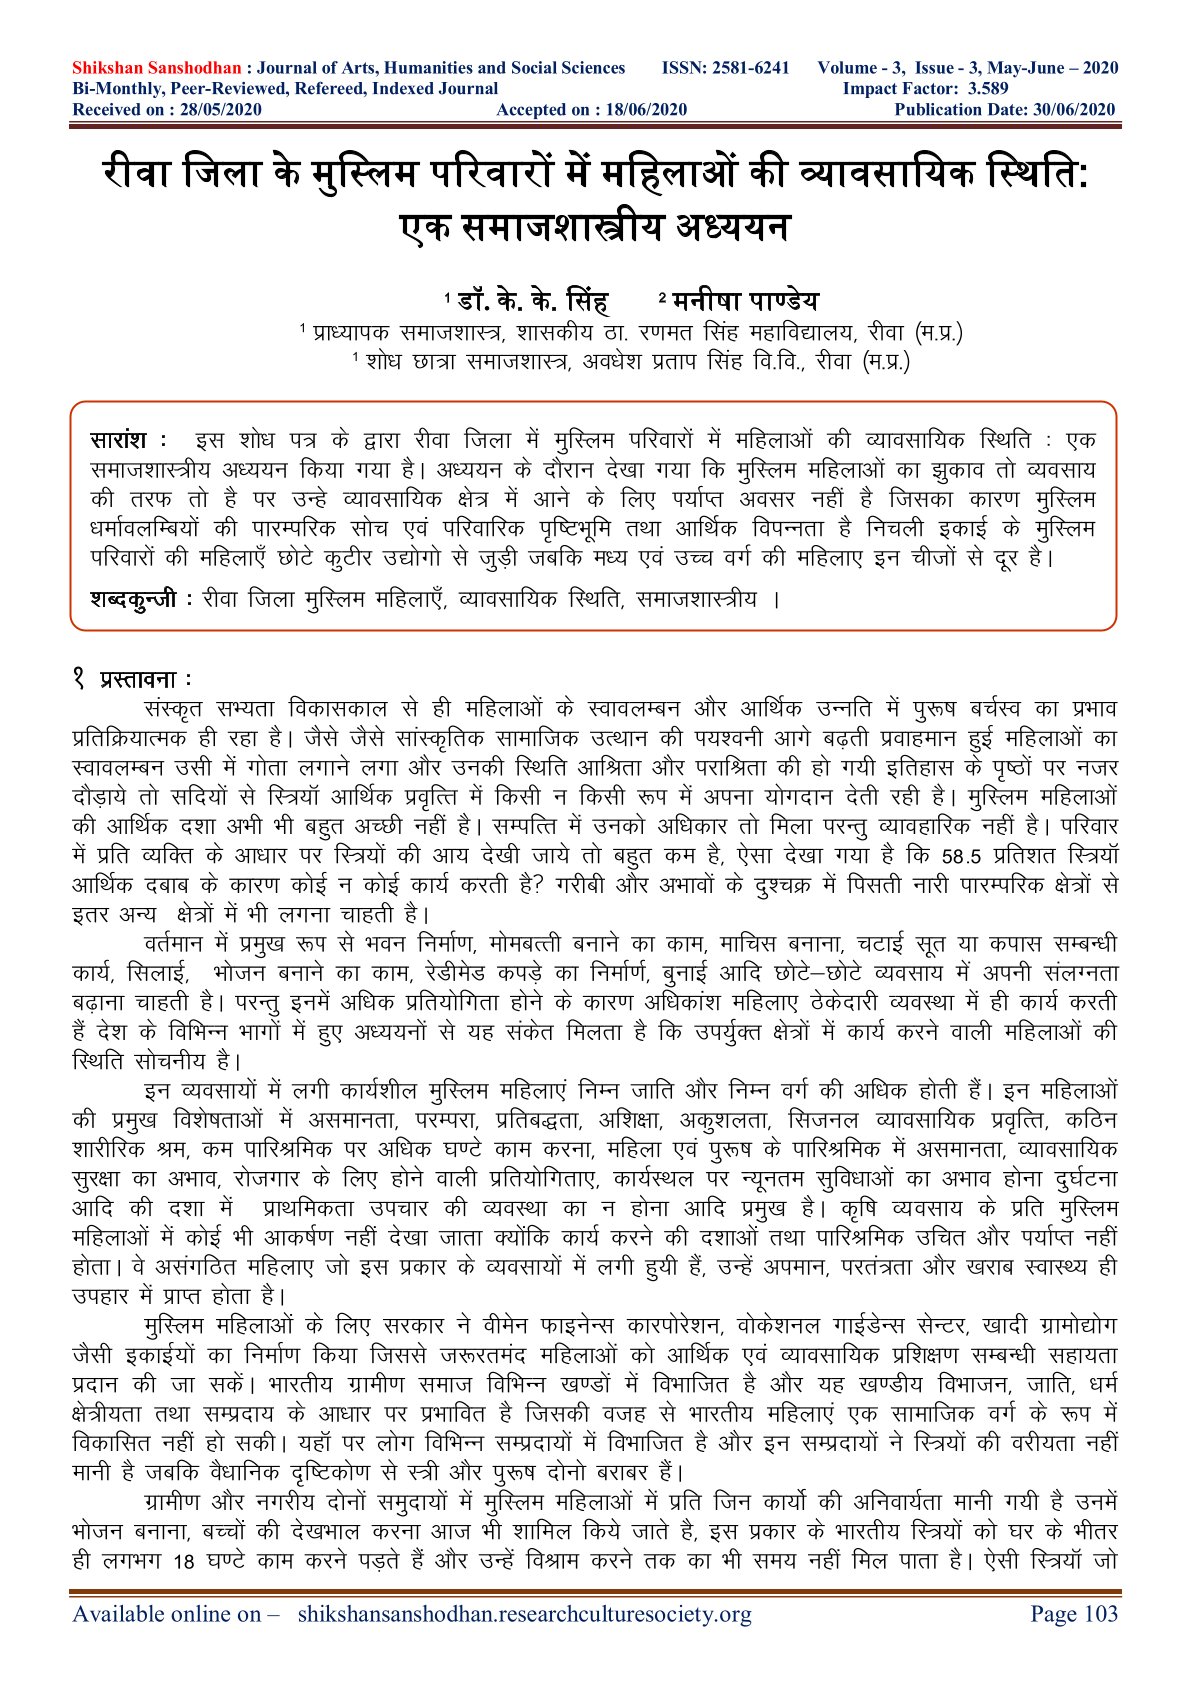 Shikshan Sanshodhan : Journal of Arts, Humanities and Social Sciences ISSN: 2581-6241 Volume - 3, Issue - 3, May-June – 2020
Bi-Monthly, Peer-Reviewed, Refereed, Indexed Journal Impact Factor: 3.589
Received on : 28/05/2020 Accepted on : 18/06/2020 Publication Date: 30/06/2020
रीवा जिला के मुस्लिम परिवारों में महिलाओं की व्यावसायिक स्थिति:
एक समाजशास्त्रीय अध्ययन
1 डॉ. के. के. सिंह 2 मनीषा पाण्डेय
1 प्राध्यापक समाजशास्त्र, शासकीय ठा. रणमत सिंह महाविद्यालय, रीवा (म.प्र.)
1 शोध छात्रा समाजशास्त्र, अवधेश प्रताप सिंह वि.वि., रीवा (म.प्र.)
सारांश : इस शोध पत्र के द्वारा रीवा जिला में मुस्लिम परिवारों में महिलाओं की व्यावसायिक स्थिति : एक
समाजशास्त्रीय अध्ययन किया गया है। अध्ययन के दौरान देखा गया कि मुस्लिम महिलाओं का झुकाव तो व्यवसाय
की तरफ तो है पर उन्हे व्यावसायिक क्षेत्र में आने के लिए पर्याप्त अवसर नहीं है जिसका कारण मुस्लिम
धर्मावलम्बियों की पारम्परिक सोच एवं परिवारिक पृष्टिभूमि तथा आर्थिक विपन्नता है निचली इकाई के मुस्लिम
परिवारों की महिलाएँ छोटे कुटीर उद्योगो से जुड़ी जबकि मध्य एवं उच्च वर्ग की महिलाए इन चीजों से दूर है।
शब्दकुन्जी : रीवा जिला मुस्लिम महिलाएँ, व्यावसायिक स्थिति, समाजशास्त्रीय ।
१ प्रस्तावना :
संस्कृत सभ्यता विकासकाल से ही महिलाओं के स्वावलम्बन और आर्थिक उन्नति में पुरूष बर्चस्व का प्रभाव
प्रतिक्रियात्मक ही रहा है। जैसे जैसे सांस्कृतिक सामाजिक उत्थान की पयश्वनी आगे बढ़ती प्रवाहमान हुई महिलाओं का
स्वावलम्बन उसी में गोता लगाने लगा और उनकी स्थिति आश्रिता और पराश्रिता की हो गयी इतिहास के पृष्ठों पर नजर
दौड़ाये तो सदियों से स्त्रियॉ आर्थिक प्रवृत्ति में किसी न किसी रूप में अपना योगदान देती रही है। मुस्लिम महिलाओं
की आर्थिक दशा अभी भी बहुत अच्छी नहीं है। सम्पत्ति में उनको अधिकार तो मिला परन्तु व्यावहारिक नहीं है। परिवार
में प्रति व्यक्ति के आधार पर स्त्रियों की आय देखी जाये तो बहुत कम है, ऐसा देखा गया है कि 58.5 प्रतिशत स्त्रियॉ
आर्थिक दबाब के कारण कोई न कोई कार्य करती है? गरीबी और अभावों के दुश्चक्र में पिसती नारी पारम्परिक क्षेत्रों से
इतर अन्य क्षेत्रों में भी लगना चाहती है।
वर्तमान में प्रमुख रूप से भवन निर्माण, मोमबत्ती बनाने का काम, माचिस बनाना, चटाई सूत या कपास सम्बन्धी
कार्य, सिलाई, भोजन बनाने का काम, रेडीमेड कपड़े का निर्मार्ण, बुनाई आदि छोटे–छोटे व्यवसाय में अपनी संलग्नता
बढ़ाना चाहती है। परन्तु इनमें अधिक प्रतियोगिता होने के कारण अधिकांश महिलाए ठेकेदारी व्यवस्था में ही कार्य करती
हैं देश के विभिन्न भागों में हुए अध्ययनों से यह संकेत मिलता है कि उपर्युक्त क्षेत्रों में कार्य करने वाली महिलाओं की
स्थिति सोचनीय है।
इन व्यवसायों में लगी कार्यशील मुस्लिम महिलाएं निम्न जाति और निम्न वर्ग की अधिक होती हैं। इन महिलाओं
की प्रमुख विशेषताओं में असमानता, परम्परा, प्रतिबद्धता, अशिक्षा, अकुशलता, सिजनल व्यावसायिक प्रवृत्ति, कठिन
शारीरिक श्रम, कम पारिश्रमिक पर अधिक घण्टे काम करना, महिला एवं पुरूष के पारिश्रमिक में असमानता, व्यावसायिक
सुरक्षा का अभाव, रोजगार के लिए होने वाली प्रतियोगिताए, कार्यस्थल पर न्यूनतम सुविधाओं का अभाव होना दुर्घटना
आदि की दशा में प्राथमिकता उपचार की व्यवस्था का न होना आदि प्रमुख है। कृषि व्यवसाय के प्रति मुस्लिम
महिलाओं में कोई भी आकर्षण नहीं देखा जाता क्योंकि कार्य करने की दशाओं तथा पारिश्रमिक उचित और पर्याप्त नहीं
होता। वे असंगठित महिलाए जो इस प्रकार के व्यवसायों में लगी हुयी हैं, उन्हें अपमान, परतंत्रता और खराब स्वास्थ्य ही
उपहार में प्राप्त होता है।
मुस्लिम महिलाओं के लिए सरकार ने वीमेन फाइनेन्स कारपोरेशन, वोकेशनल गाईडेन्स सेन्टर, खादी ग्रामोद्योग
जैसी इकाईयों का निर्माण किया जिससे जरूरतमंद महिलाओं को आर्थिक एवं व्यावसायिक प्रशिक्षण सम्बन्धी सहायता
प्रदान की जा सकें। भारतीय ग्रामीण समाज विभिन्न खण्डों में विभाजित है और यह खण्डीय विभाजन, जाति, धर्म
क्षेत्रीयता तथा सम्प्रदाय के आधार पर प्रभावित है जिसकी वजह से भारतीय महिलाएं एक सामाजिक वर्ग के रूप में
विकासित नहीं हो सकी। यहॉ पर लोग विभिन्न सम्प्रदायों में विभाजित है और इन सम्प्रदायों ने स्त्रियों की वरीयता नहीं
मानी है जबकि वैधानिक दृष्टिकोण से स्त्री और पुरूष दोनो बराबर हैं।
ग्रामीण और नगरीय दोनों समुदायों में मुस्लिम महिलाओं में प्रति जिन कार्यो की अनिवार्यता मानी गयी है उनमें
भोजन बनाना, बच्चों की देखभाल करना आज भी शामिल किये जाते है, इस प्रकार के भारतीय स्त्रियों को घर के भीतर
ही लगभग 18 घण्टे काम करने पड़ते हैं और उन्हें विश्राम करने तक का भी समय नहीं मिल पाता है। ऐसी स्त्रियॉ जो
Available online on – shikshansanshodhan.researchculturesociety.org Page 103